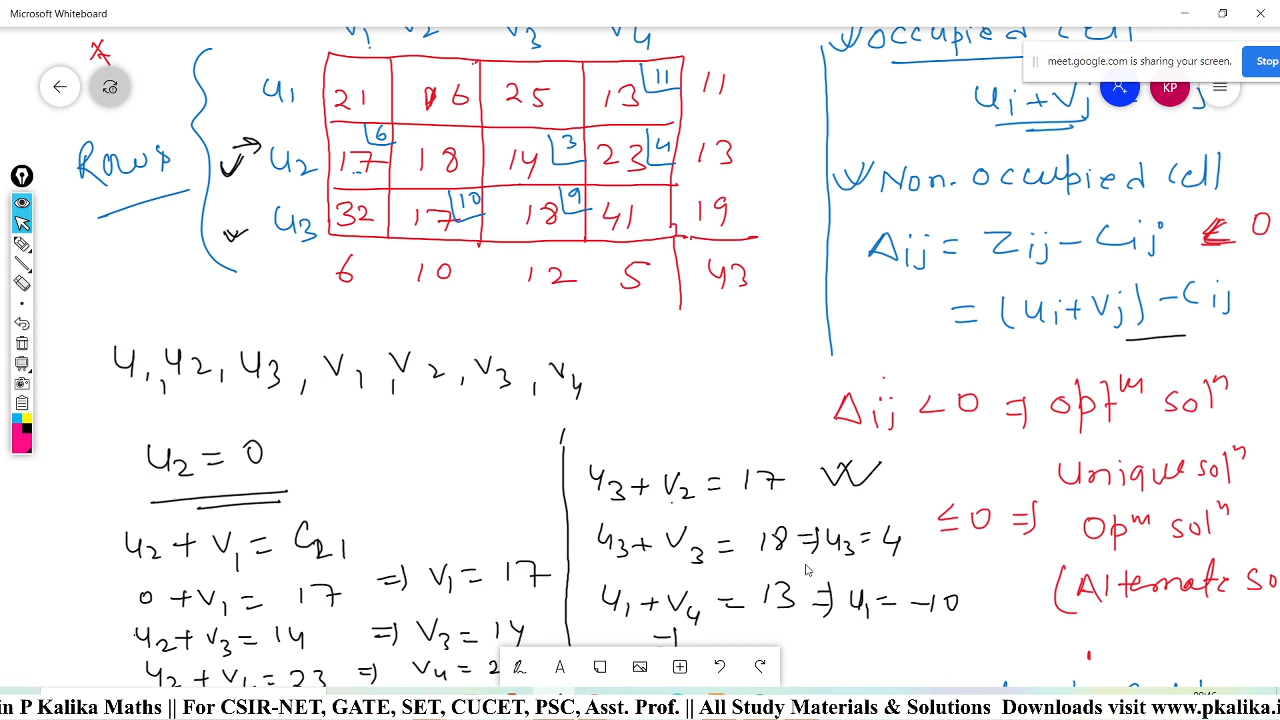 Microsoft Whiteboard
meet.google.com is sharing your screen. Stop
V1 V2 V3 V4
Rows
u1 21 16 25 13 11 11
u2 17 6 18 14 3 23 4 13
u3 32 17 10 18 9 41 19
6 10 12 5 43
occupied cell
ui+vj
KP
Non-occupied cell
Δij = Zij - Cij ≤ 0
= (ui+vj) - Cij
u1, u2, u3, v1, v2, v3, v4
u2 = 0
u2 + v1 = C21
0 + v1 = 17 => v1 = 17
u2 + v3 = 14 => v3 = 14
=> v4 = 2
u3 + v2 = 17
u3 + v3 = 18 => u3 = 4
u1 + v4 = 13 => u1 = -10
Δij < 0 => optm soln
Unique soln
≤ 0 => Opm soln
(Alternate so
in P Kalika Maths || For CSIR-NET, GATE, SET, CUCET, PSC, Asst. Prof. || All Study Materials & Solutions Downloads visit www.pkalika.i